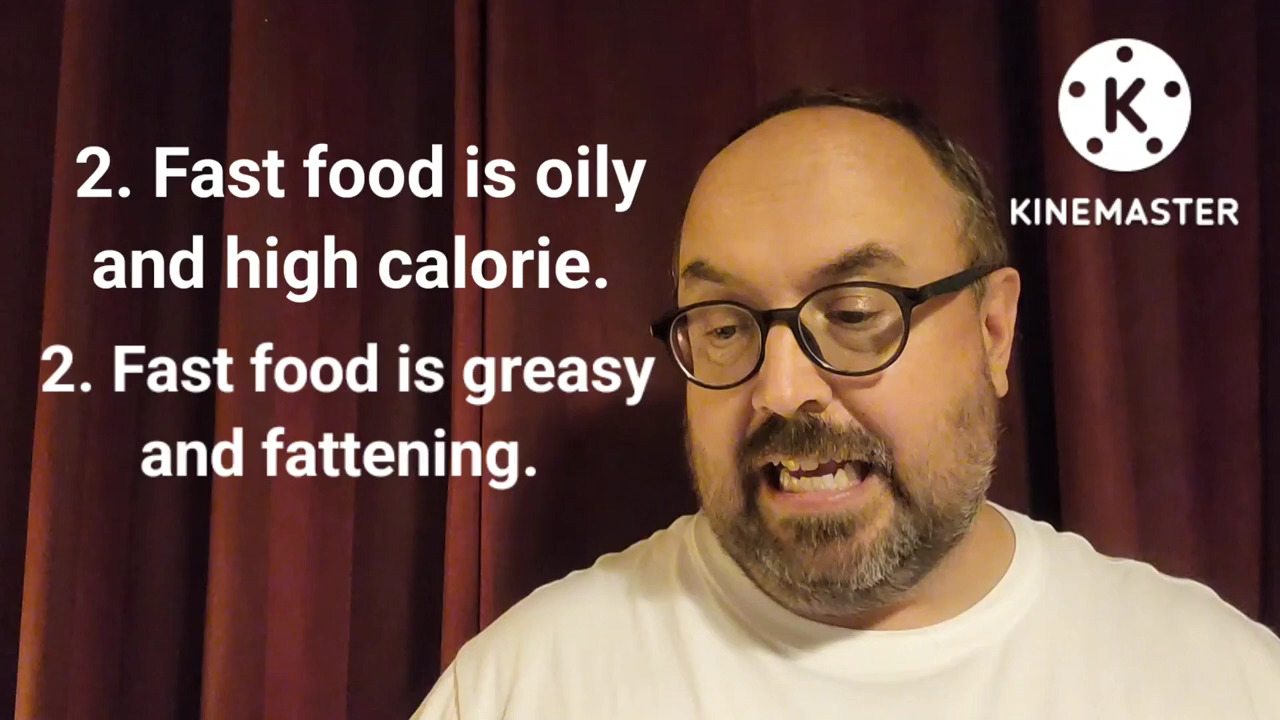 2. Fast food is oily
and high calorie.
2. Fast food is greasy
and fattening.
K
KINEMASTER